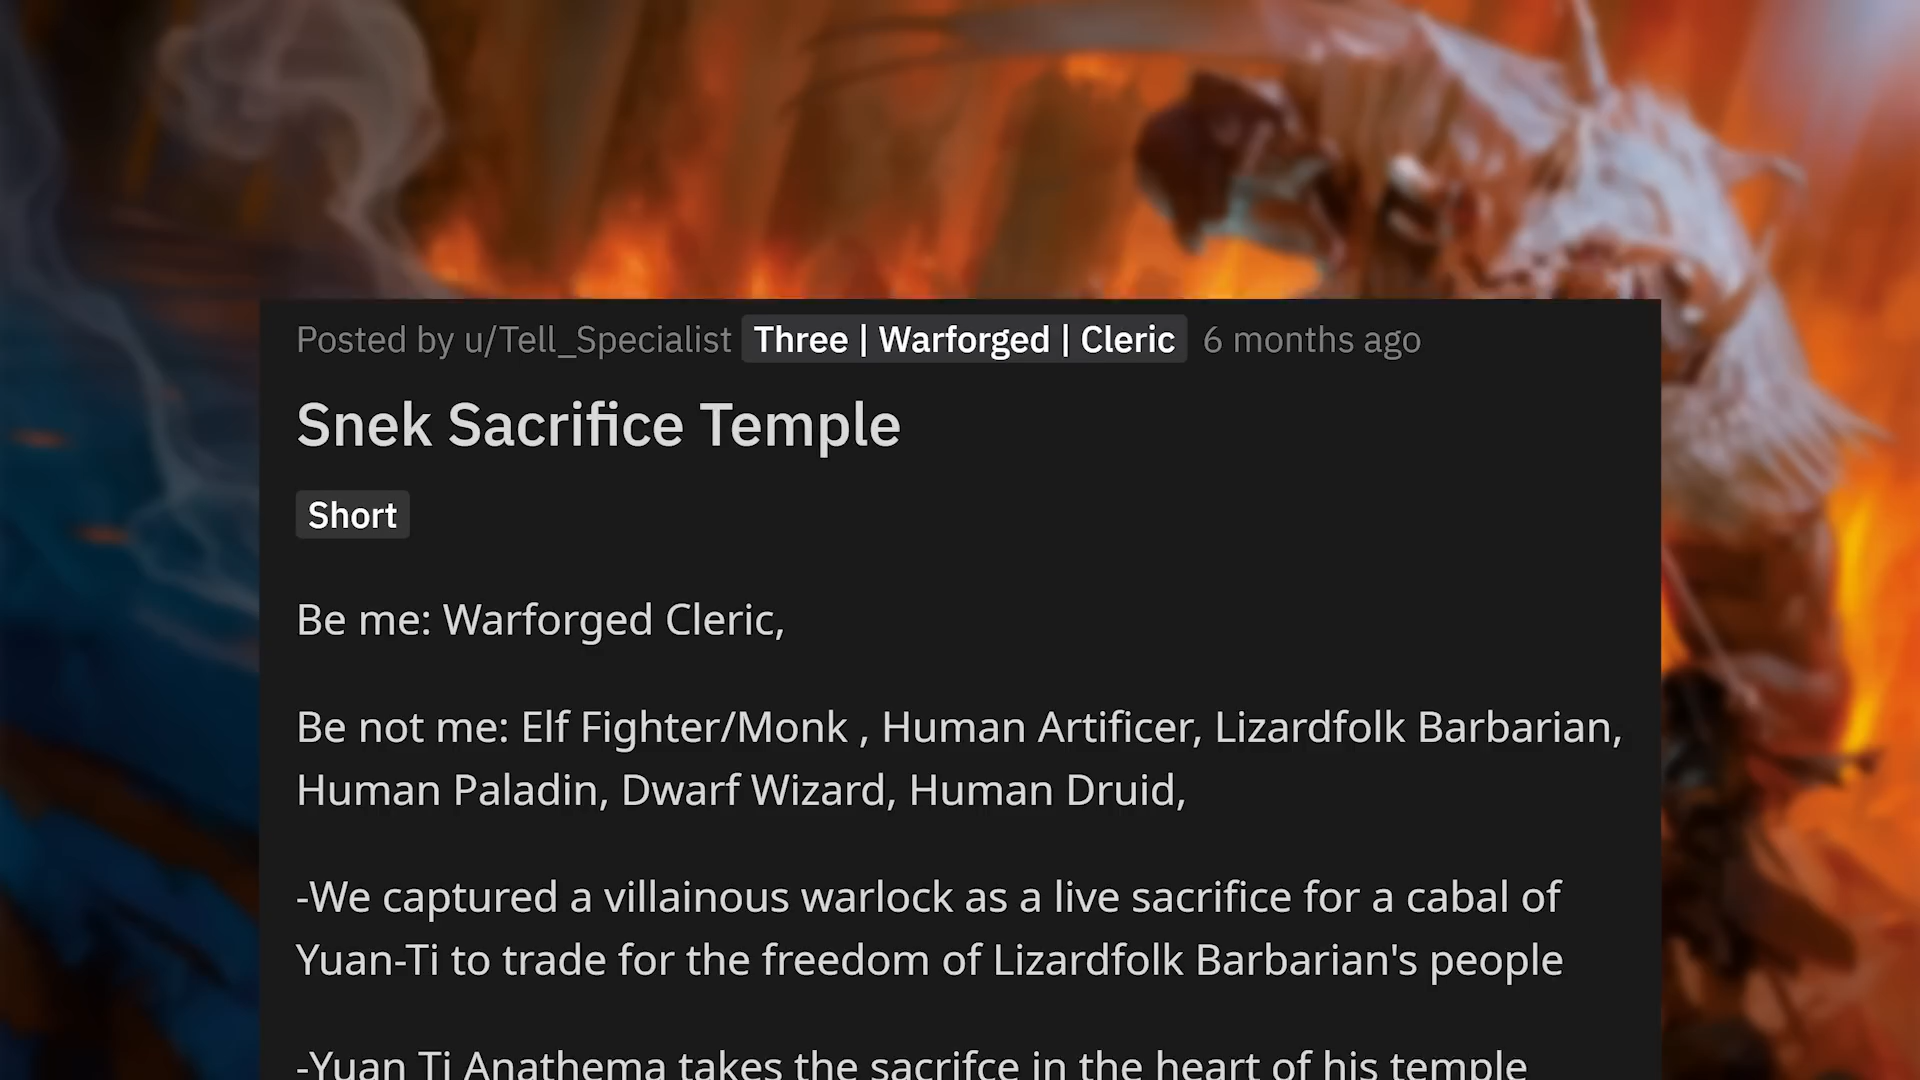 Posted by u/Tell_Specialist Three | Warforged | Cleric 6 months ago
Snek Sacrifice Temple
Short
Be me: Warforged Cleric,
Be not me: Elf Fighter/Monk , Human Artificer, Lizardfolk Barbarian,
Human Paladin, Dwarf Wizard, Human Druid,
-We captured a villainous warlock as a live sacrifice for a cabal of
Yuan-Ti to trade for the freedom of Lizardfolk Barbarian's people
-Yuan Ti Anathema takes the sacrifce in the heart of his temple